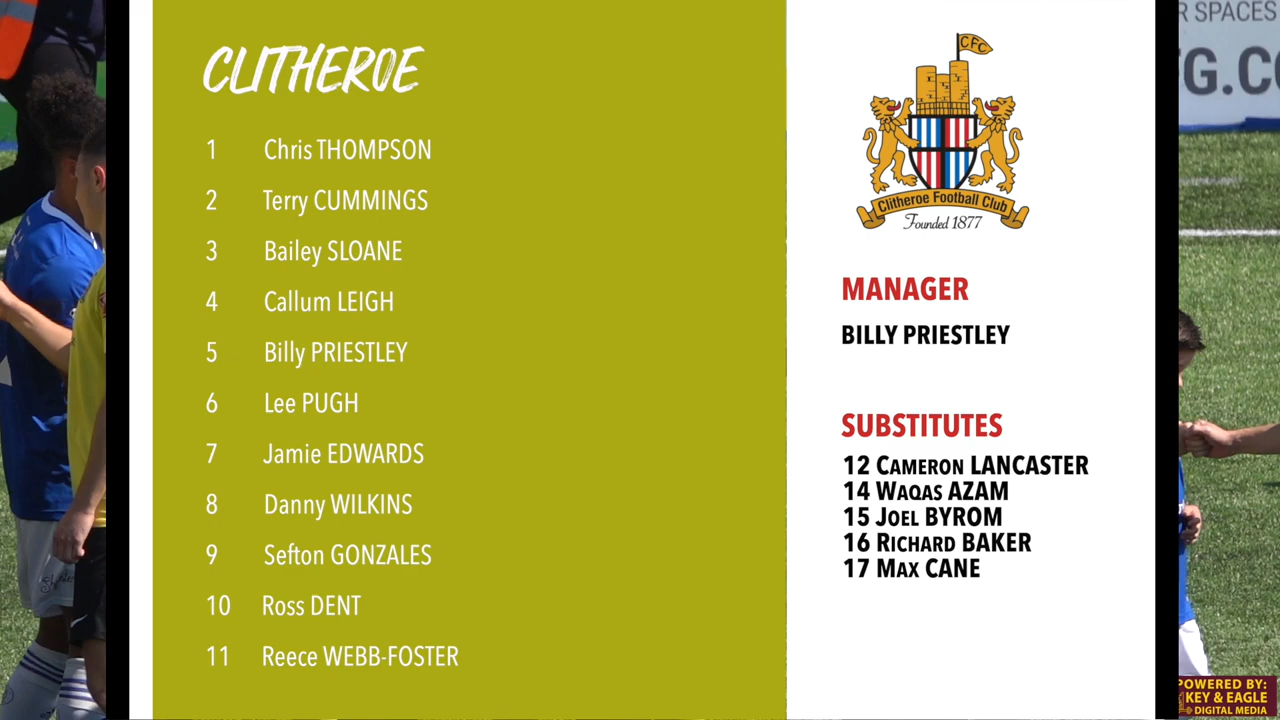 CLITHEROE
1 Chris THOMPSON
2 Terry CUMMINGS
3 Bailey SLOANE
4 Callum LEIGH
5 Billy PRIESTLEY
6 Lee PUGH
7 Jamie EDWARDS
8 Danny WILKINS
9 Sefton GONZALES
10 Ross DENT
11 Reece WEBB-FOSTER
CFC
Clitheroe Football Club
Founded 1877
MANAGER
BILLY PRIESTLEY
SUBSTITUTES
12 CAMERON LANCASTER
14 WAQAS AZAM
15 JOEL BYROM
16 RICHARD BAKER
17 MAX CANE
R SPACES
G.CO
POWERED BY:
KEY & EAGLE
DIGITAL MEDIA